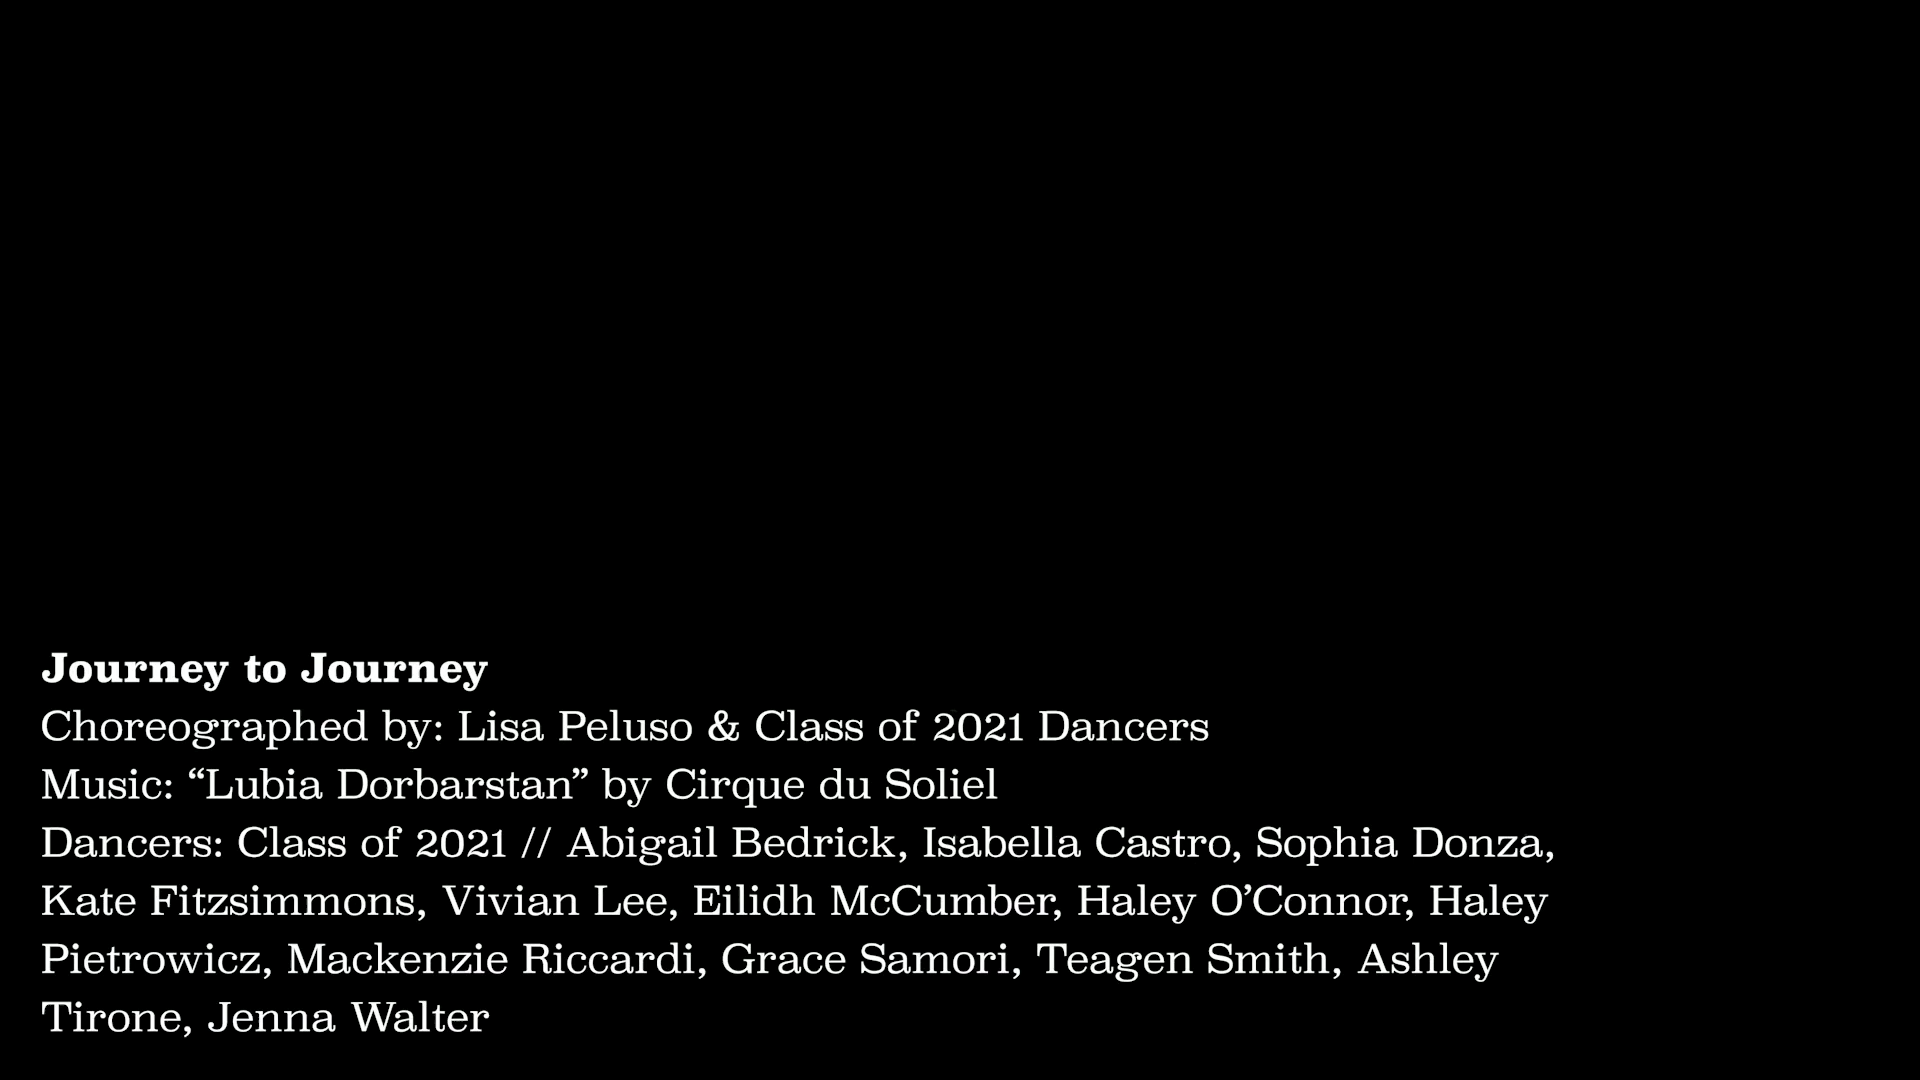 Journey to Journey
Choreographed by: Lisa Peluso & Class of 2021 Dancers
Music: “Lubia Dorbarstan” by Cirque du Soliel
Dancers: Class of 2021 // Abigail Bedrick, Isabella Castro, Sophia Donza,
Kate Fitzsimmons, Vivian Lee, Eilidh McCumber, Haley O’Connor, Haley
Pietrowicz, Mackenzie Riccardi, Grace Samori, Teagen Smith, Ashley
Tirone, Jenna Walter